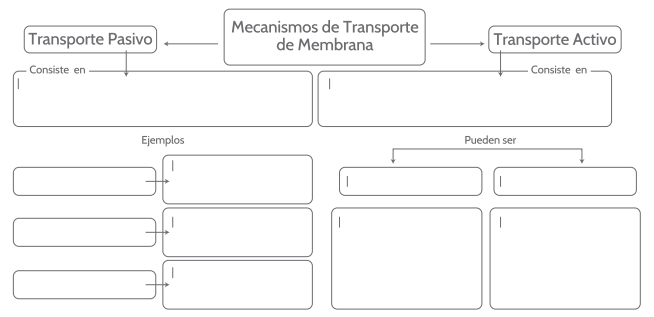 Mecanismos de Transporte
de Membrana
Transporte Pasivo
Transporte Activo
Consiste en
Consiste en
Ejemplos
Pueden ser